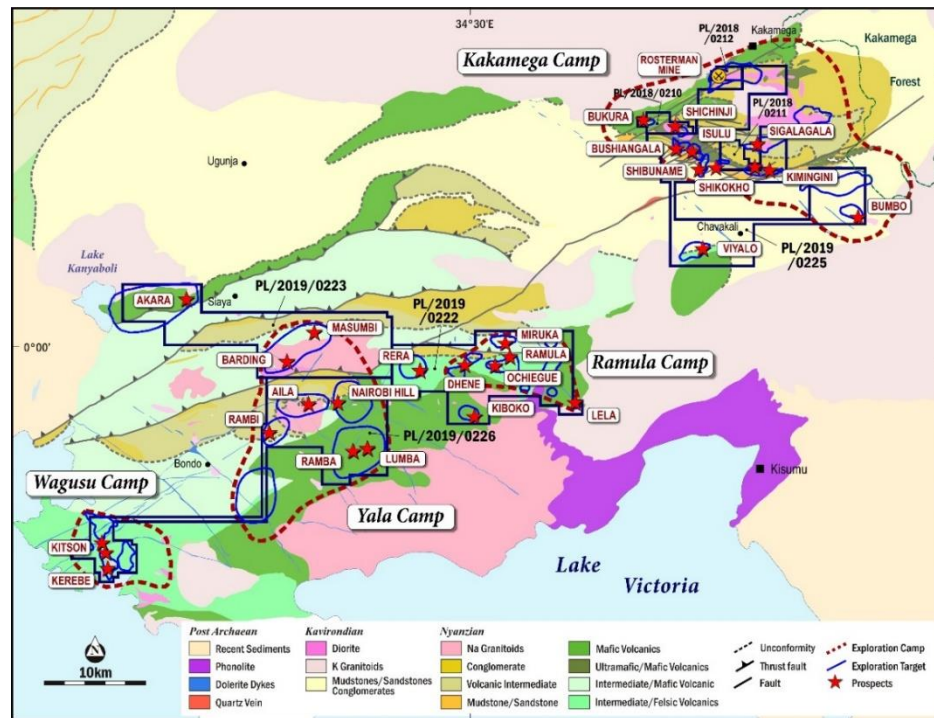 34°30'
Kakamega Camp
PL/2018
/0212
Kakamega
Kakamega
Forest
ROSTERMAN
MINE
PL/2018/0210
SHICHINJI
PL/2018
/0211
BUKURA
ISULU
SIGALAGALA
BUSHIANGALA
SHIBUNAME
SHIKOKHO
KIMINGINI
BUMBO
Ugunja
Chavakali
VIYALO
PL/2019
/0225
Lake
Kanyaboli
AKARA
Siaya
PL/2019/0223
PL/2019
/0222
0°00'
MASUMBI
BARDING
RERA
MIRUKA
RAMULA
Ramula Camp
DHENE
OCHIEGUE
AILA
NAIROBI HILL
KIBOKO
LELA
RAMBI
PL/2019/0226
RAMBA
LUMBA
Bondo
Kisumu
Wagusu Camp
Yala Camp
KITSON
KEREBE
Lake
Victoria
10km
Post Archaean
Recent Sediments
Phonolite
Dolerite Dykes
Quartz Vein
Kavirondian
Diorite
K Granitoids
Mudstones/Sandstones
Conglomerates
Nyanzian
Na Granitoids
Conglomerate
Volcanic Intermediate
Mudstone/Sandstone
Mafic Volcanics
Ultramafic/Mafic Volcanics
Intermediate/Mafic Volcanic
Intermediate/Felsic Volcanics
Unconformity
Thrust fault
Fault
Exploration Camp
Exploration Target
Prospects